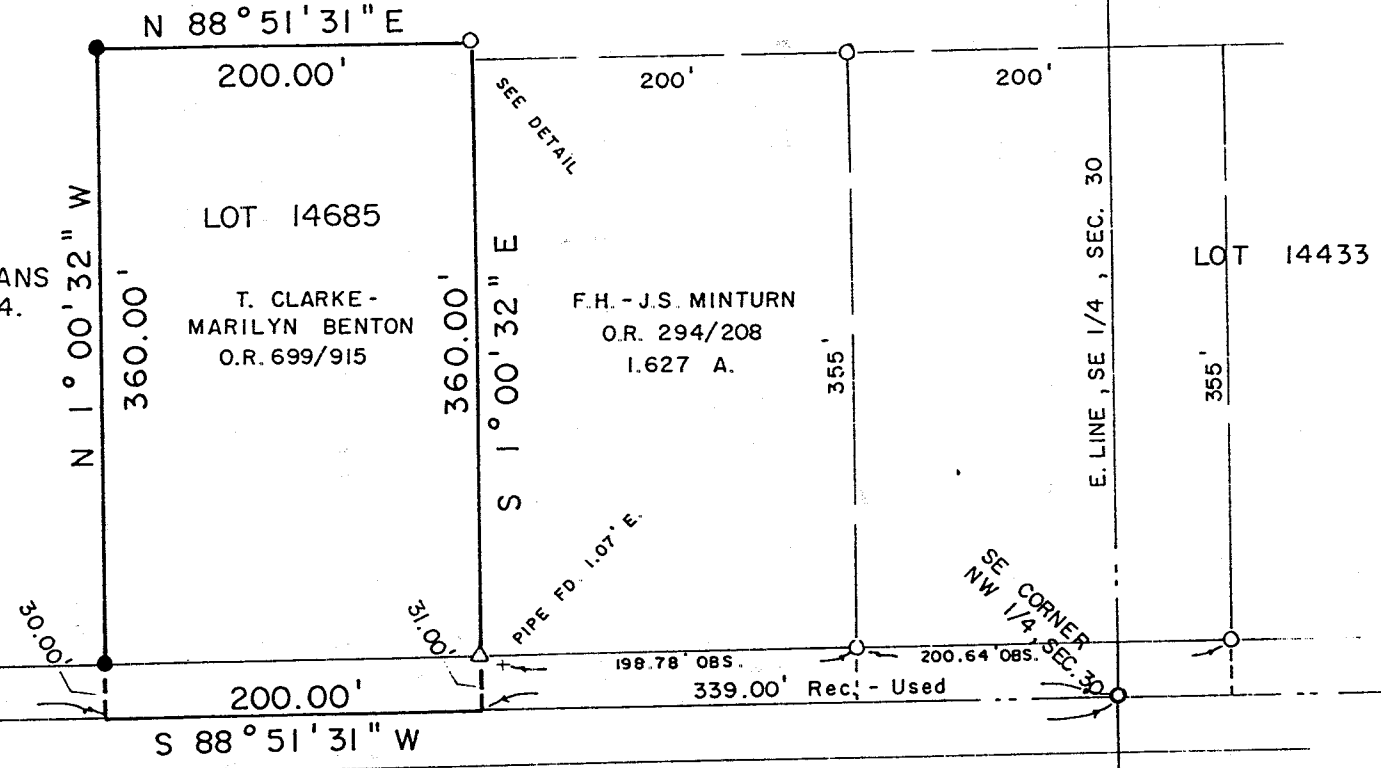 N 88°51'31"E
200.00'
200'
200'
SEE DETAIL
LOT 14685
T. CLARKE-
MARILYN BENTON
O.R. 699/915
ANS
4.
N 1°00'32" W
360.00'
360.00'
S 1°00'32" E
F.H.-J.S. MINTURN
O.R. 294/208
1.627 A.
355'
E. LINE, SE 1/4, SEC. 30
LOT 14433
355'
PIPE FD. 1.07' E.
SE CORNER
NW 1/4, SEC. 30
30.00'
31.00'
198.78' OBS.
200.64' OBS.
339.00' Rec. - Used
200.00'
S 88°51'31" W